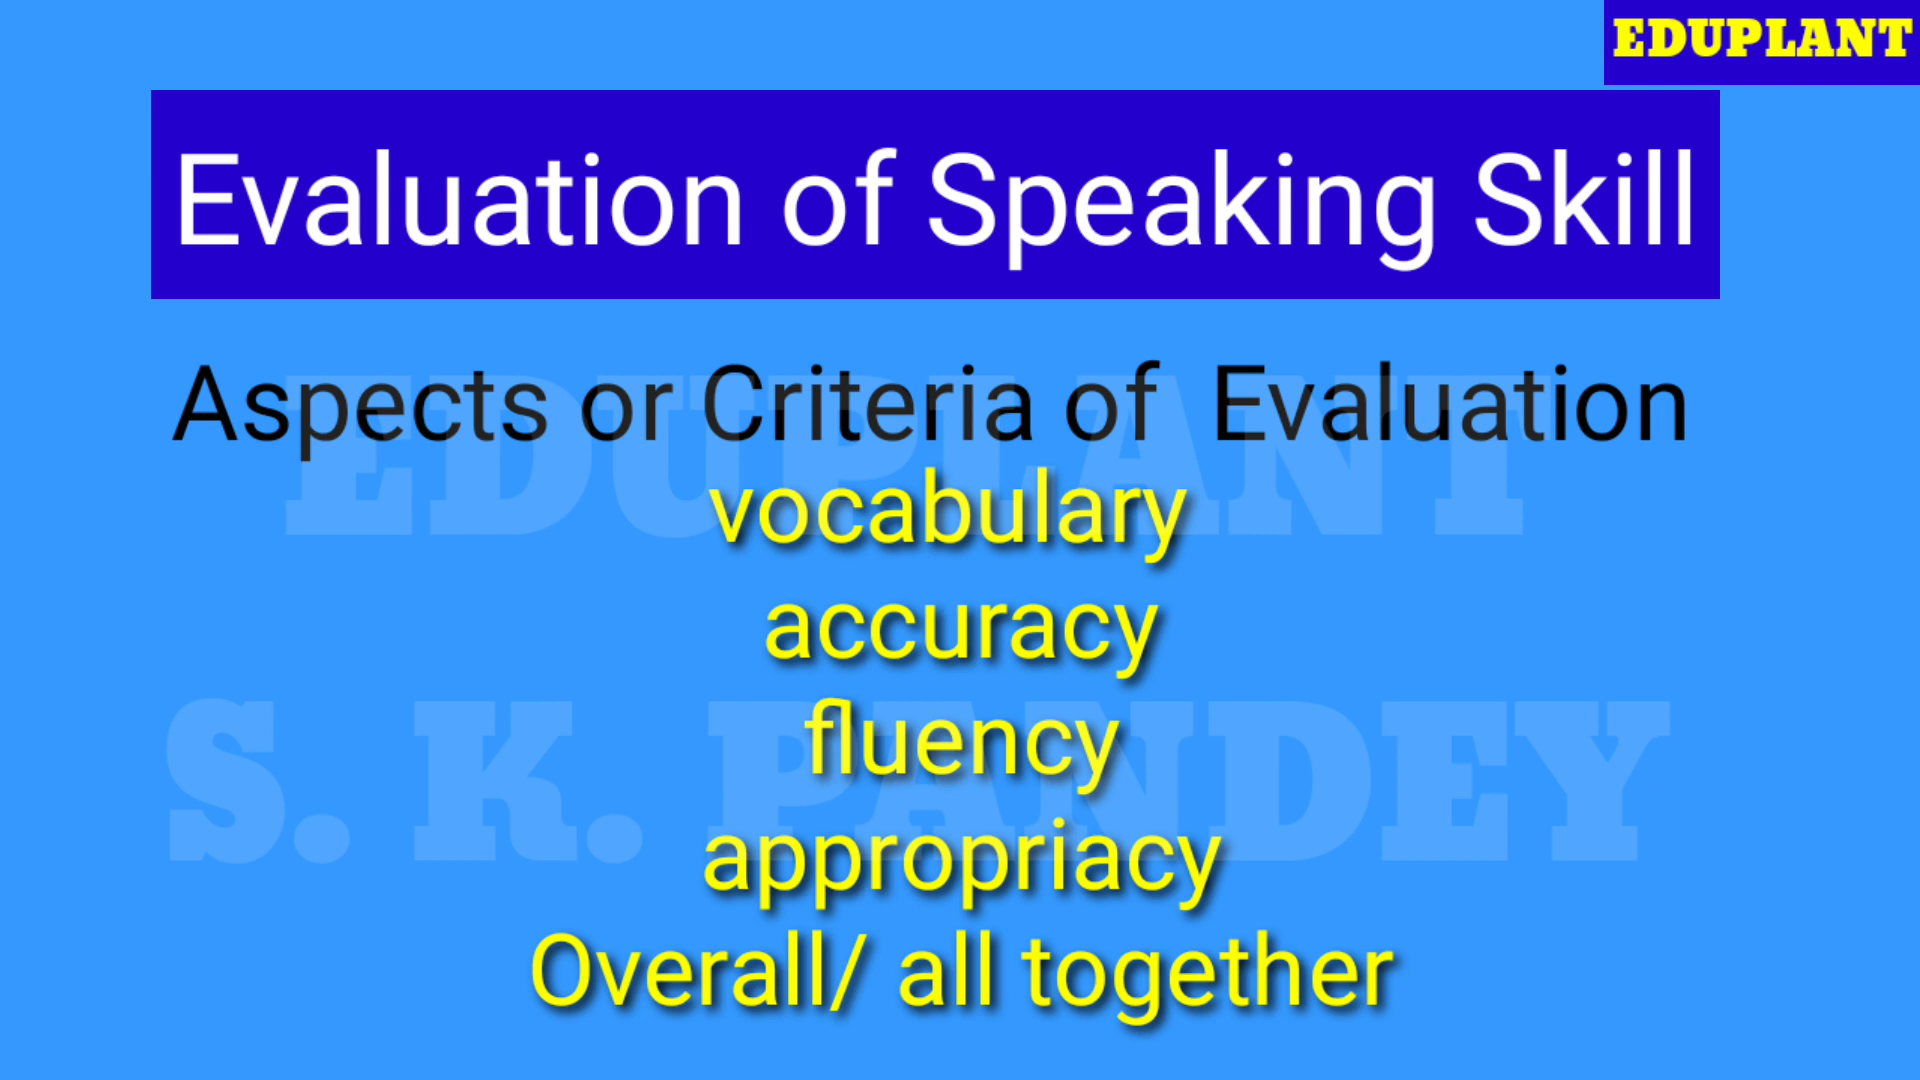 EDUPLANT
Evaluation of Speaking Skill
Aspects or Criteria of Evaluation
EDUPLANT
vocabulary
accuracy
fluency
S. K. PANDEY
appropriacy
Overall/ all together